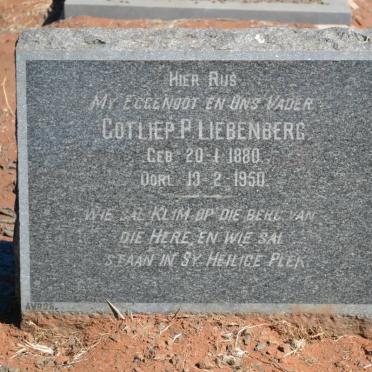 HIER RUS
MY EGGENOOT EN ONS VADER
GOTLIEP. P. LIEBENBERG
GEB 20-1-1880.
OORL 13-2-1950.
WIE SAL KLIM OP DIE BERG VAN
DIE HERE, EN WIE SAL
STAAN IN SY HEILIGE PLEK